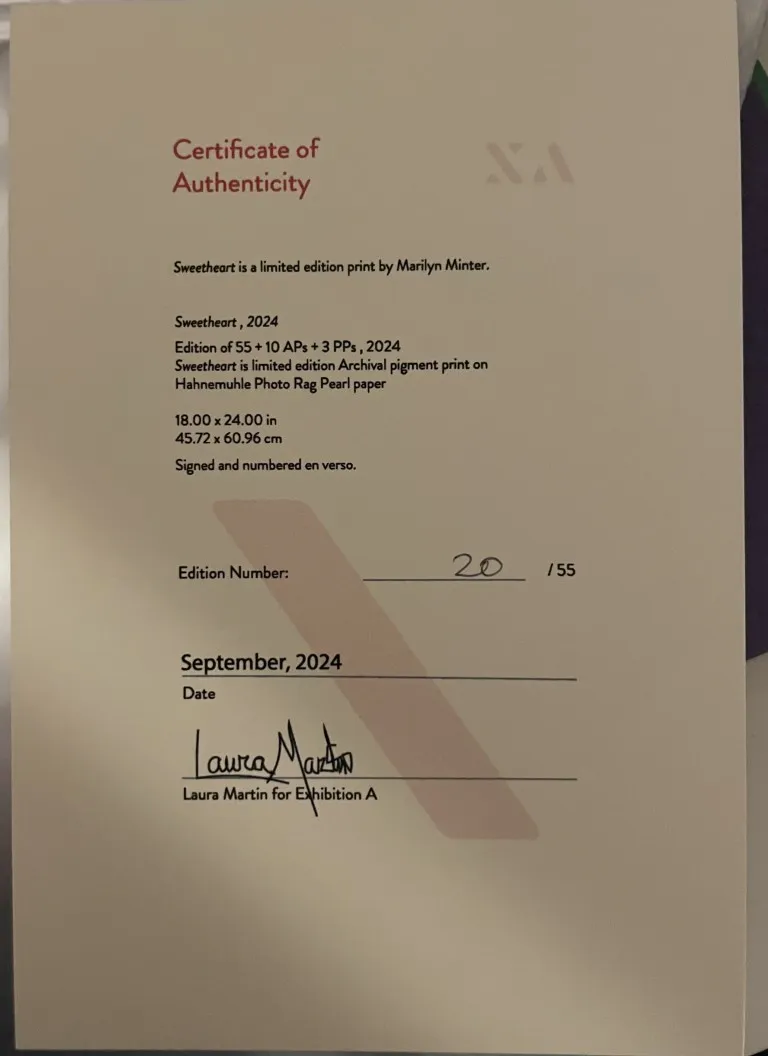 Certificate of
Authenticity
XA
Sweetheart is a limited edition print by Marilyn Minter.
Sweetheart , 2024
Edition of 55 + 10 APs + 3 PPs , 2024
Sweetheart is limited edition Archival pigment print on
Hahnemuhle Photo Rag Pearl paper
18.00 x 24.00 in
45.72 x 60.96 cm
Signed and numbered en verso.
Edition Number: 20 /55
September, 2024
Date
Laura Martin
Laura Martin for Exhibition A